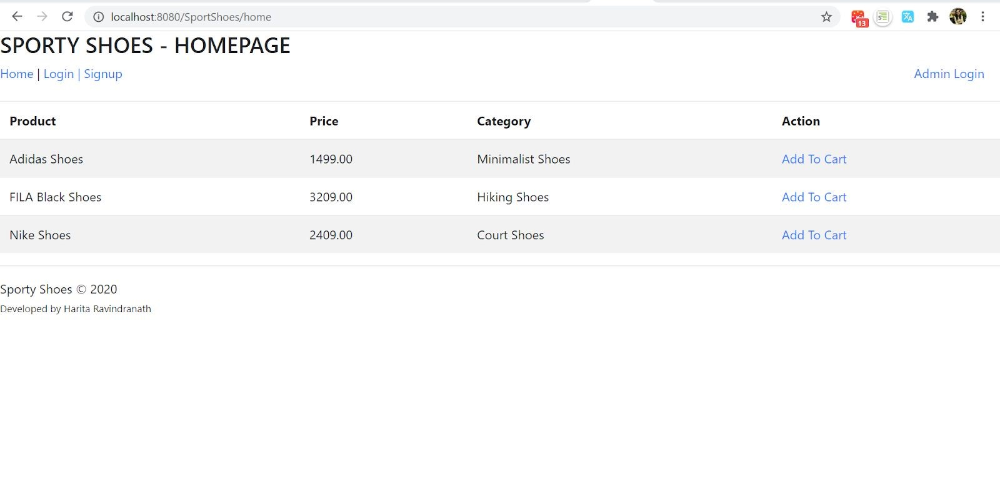 localhost:8080/SportShoes/home
13
SPORTY SHOES - HOMEPAGE
Home | Login | Signup Admin Login
Product Price Category Action
Adidas Shoes 1499.00 Minimalist Shoes Add To Cart
FILA Black Shoes 3209.00 Hiking Shoes Add To Cart
Nike Shoes 2409.00 Court Shoes Add To Cart
Sporty Shoes © 2020
Developed by Harita Ravindranath